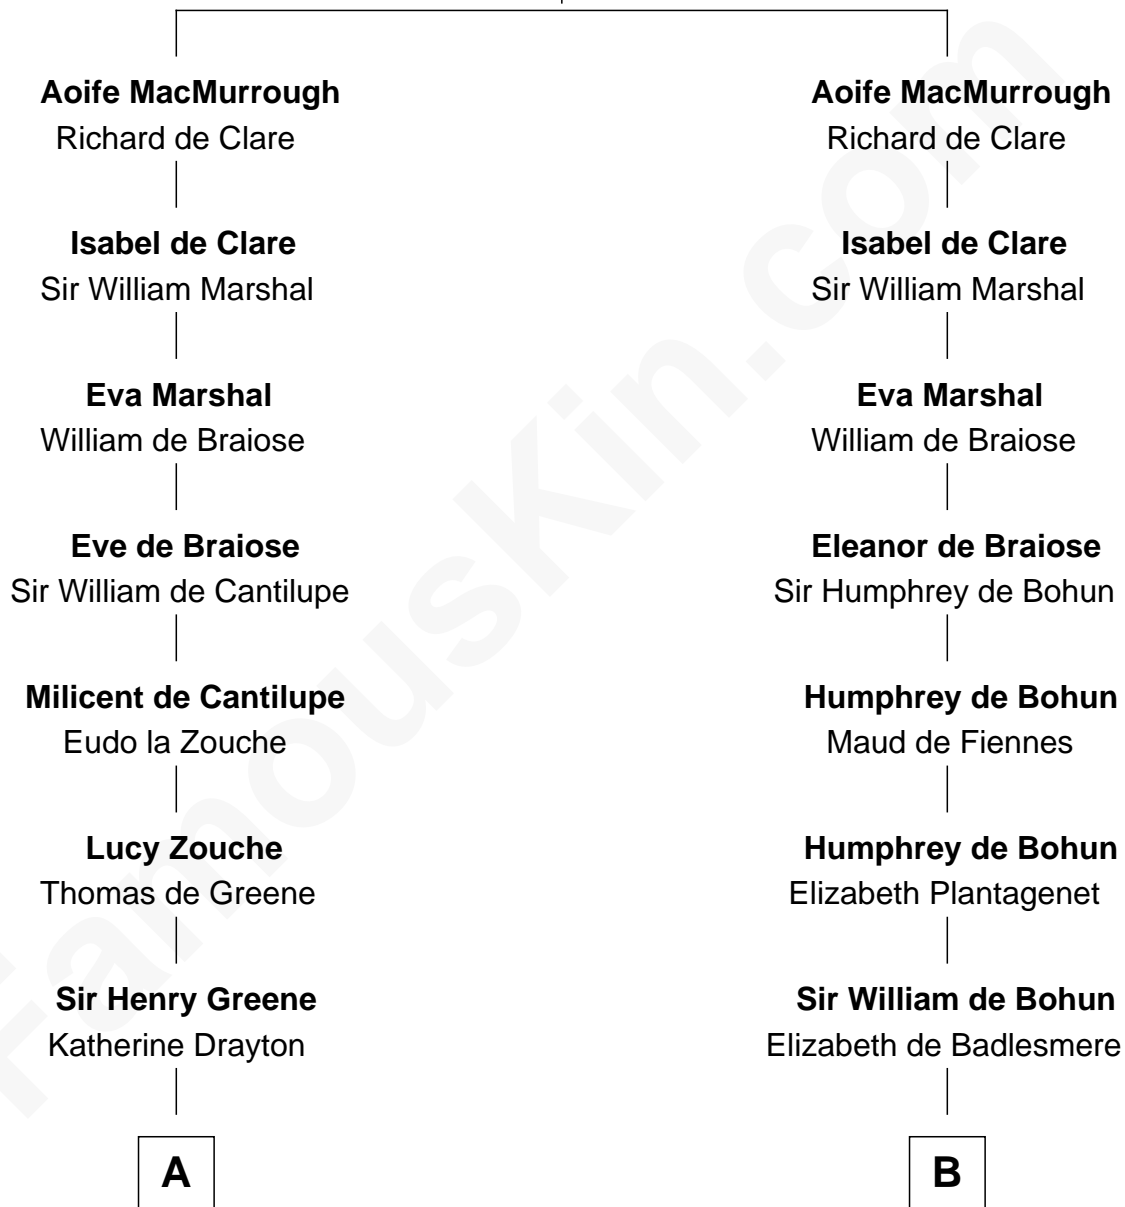 Aoife MacMurrough
Richard de Clare
Isabel de Clare
Sir William Marshal
Eva Marshal
William de Braiose
Eve de Braiose
Sir William de Cantilupe
Milicent de Cantilupe
Eudo la Zouche
Lucy Zouche
Thomas de Greene
Sir Henry Greene
Katherine Drayton
A
Aoife MacMurrough
Richard de Clare
Isabel de Clare
Sir William Marshal
Eva Marshal
William de Braiose
Eleanor de Braiose
Sir Humphrey de Bohun
Humphrey de Bohun
Maud de Fiennes
Humphrey de Bohun
Elizabeth Plantagenet
Sir William de Bohun
Elizabeth de Badlesmere
B
FamousKin.com